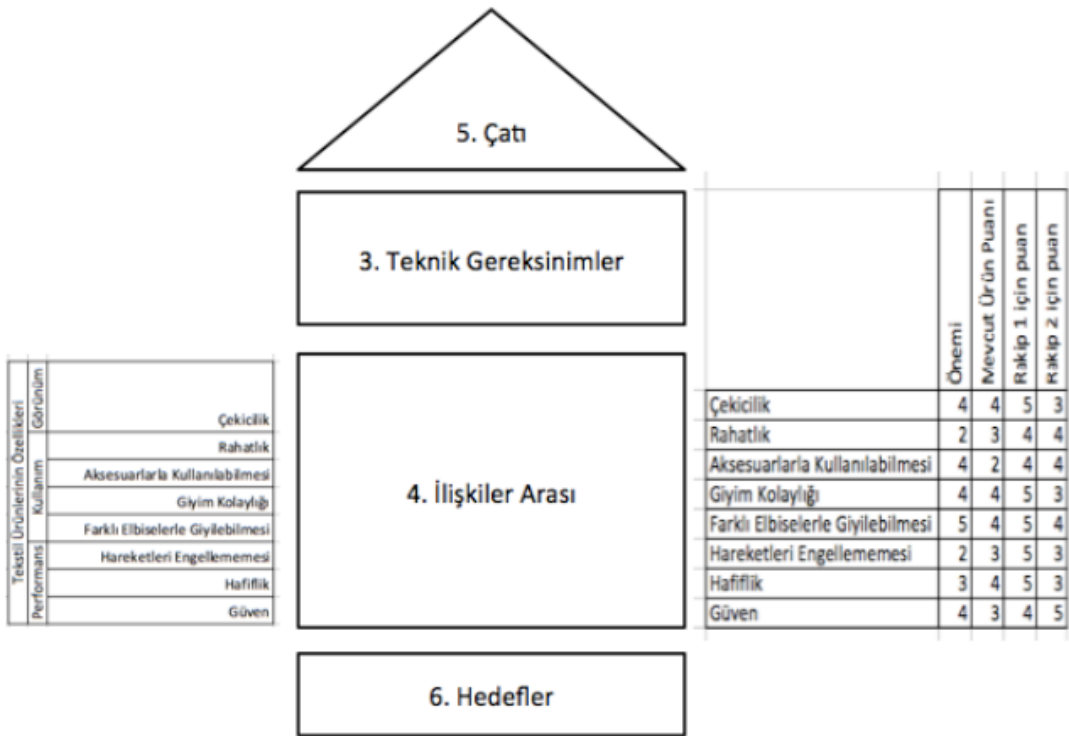 5. Çatı
3. Teknik Gereksinimler
4. İlişkiler Arası
6. Hedefler
Tekstil Ürünlerinin Özellikleri
Görünüm
Kullanım
Performans
Çekicilik
Rahatlık
Aksesuarlarla Kullanılabilmesi
Giyim Kolaylığı
Farklı Elbiselerle Giyilebilmesi
Hareketleri Engellememesi
Hafiflik
Güven
Önemi
Mevcut Ürün Puanı
Rakip 1 için puan
Rakip 2 için puan
Çekicilik 4 4 5 3
Rahatlık 2 3 4 4
Aksesuarlarla Kullanılabilmesi 4 2 4 4
Giyim Kolaylığı 4 4 5 3
Farklı Elbiselerle Giyilebilmesi 5 4 5 4
Hareketleri Engellememesi 2 3 5 3
Hafiflik 3 4 5 3
Güven 4 3 4 5